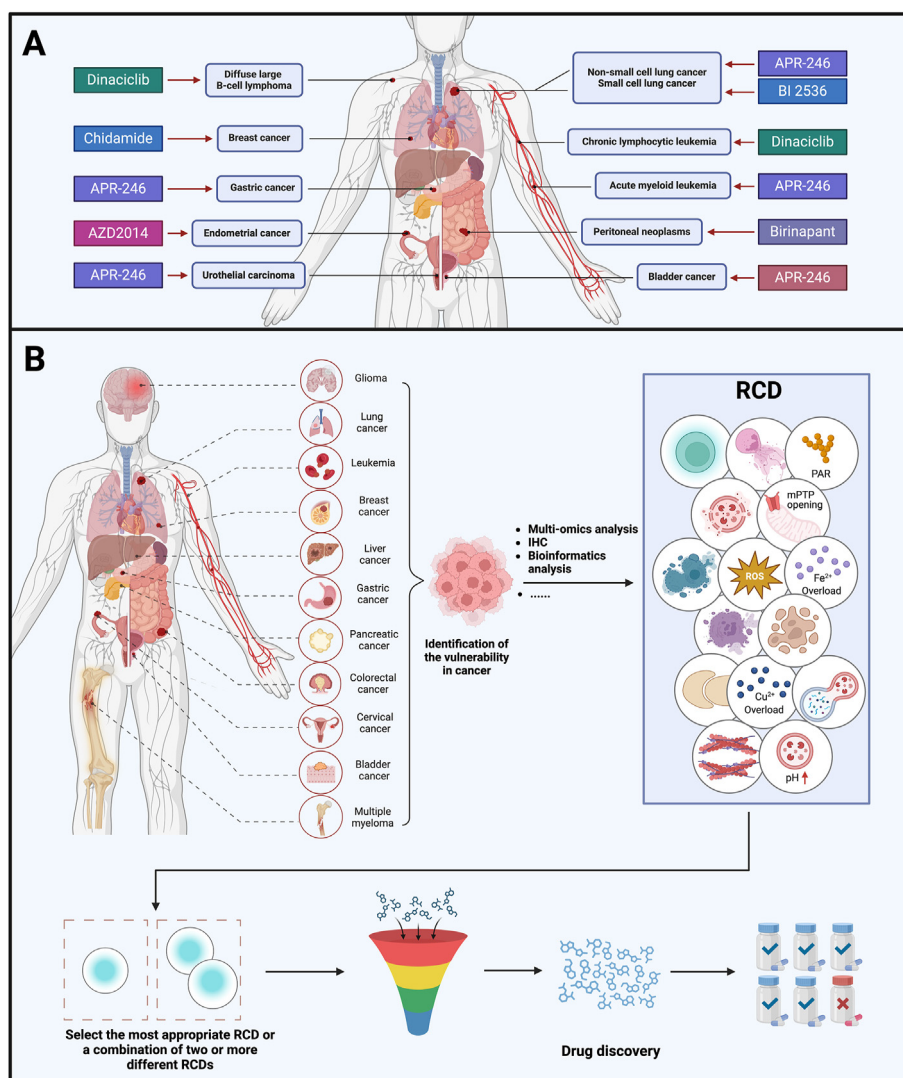 A
Dinaciclib
Diffuse large
B-cell lymphoma
Chidamide
Breast cancer
APR-246
Gastric cancer
AZD2014
Endometrial cancer
APR-246
Urothelial carcinoma
Non-small cell lung cancer
Small cell lung cancer
APR-246
BI 2536
Chronic lymphocytic leukemia
Dinaciclib
Acute myeloid leukemia
APR-246
Peritoneal neoplasms
Birinapant
Bladder cancer
APR-246
B
Glioma
Lung
cancer
Leukemia
Breast
cancer
Liver
cancer
Gastric
cancer
Pancreatic
cancer
Colorectal
cancer
Cervical
cancer
Bladder
cancer
Multiple
myeloma
Identification of
the vulnerability
in cancer
• Multi-omics analysis
• IHC
• Bioinformatics
analysis
• ......
RCD
PAR
mPTP
opening
ROS
Fe²⁺
Overload
Cu²⁺
Overload
pH
Select the most appropriate RCD or
a combination of two or more
different RCDs
Drug discovery